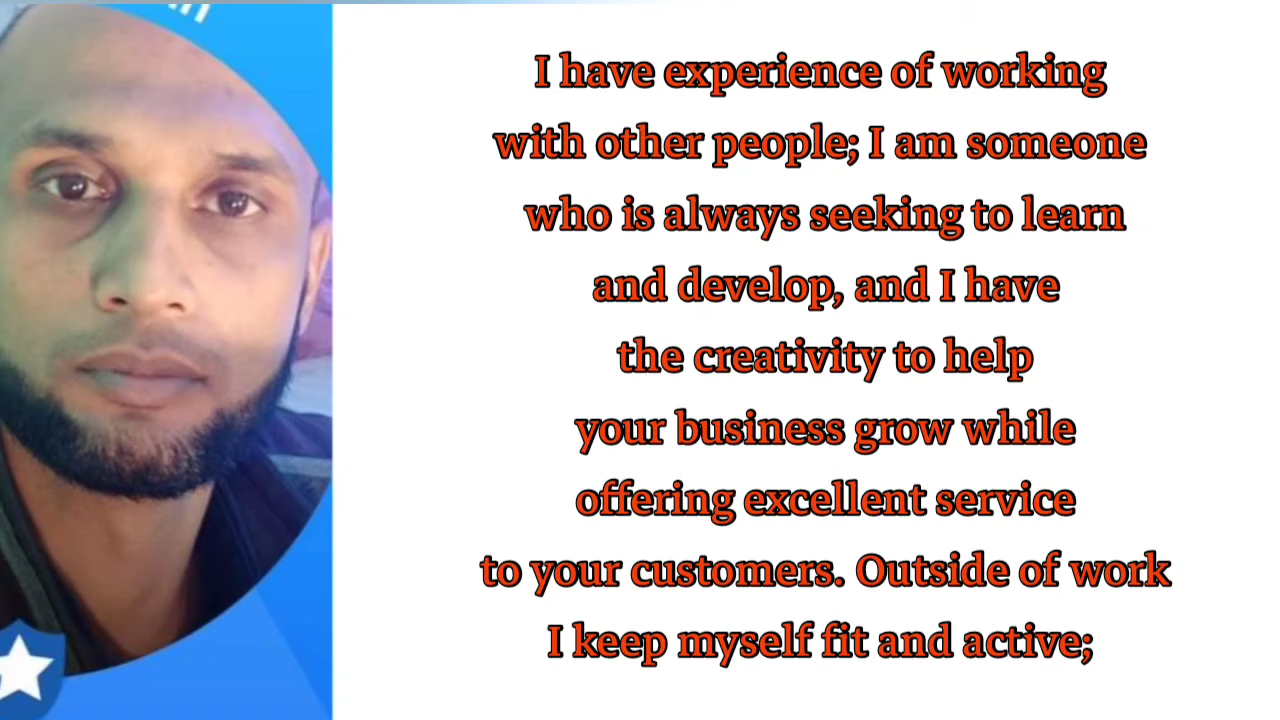 I have experience of working
with other people; I am someone
who is always seeking to learn
and develop, and I have
the creativity to help
your business grow while
offering excellent service
to your customers. Outside of work
I keep myself fit and active;